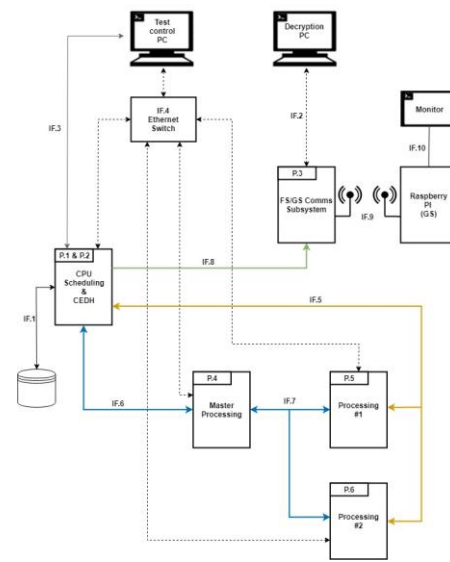 Test
control
PC
Decryption
PC
IF.4
Ethernet
Switch
IF.3
IF.2
Monitor
IF.10
P.3
FS/GS Comms
Subsystem
IF.9
Raspberry
PI
(GS)
P.1 & P.2
CPU
Scheduling
&
CEDH
IF.8
IF.1
IF.5
IF.6
P.4
Master
Processing
IF.7
P.5
Processing
#1
P.6
Processing
#2